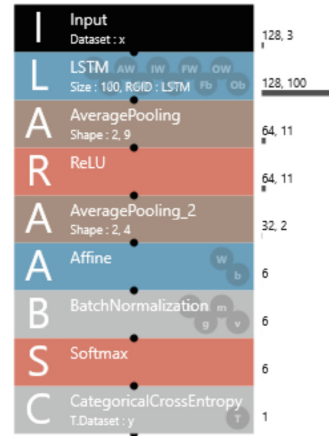 I Input
Dataset : x
128, 3
L LSTM AW IW FW OW
Size : 100, RGID : LSTM Fb Ob
128, 100
A AveragePooling
Shape : 2, 9
64, 11
R ReLU
64, 11
A AveragePooling_2
Shape : 2, 4
32, 2
A Affine W
b
6
B BatchNormalization m
g v
6
S Softmax
6
C CategoricalCrossEntropy
T.Dataset : y T
1